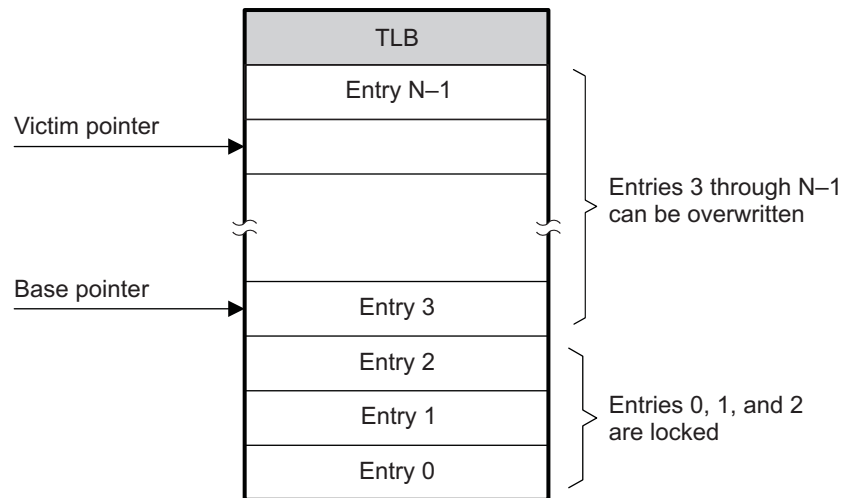 TLB
Entry N–1
Victim pointer
Entries 3 through N–1
can be overwritten
Base pointer
Entry 3
Entry 2
Entry 1
Entries 0, 1, and 2
are locked
Entry 0